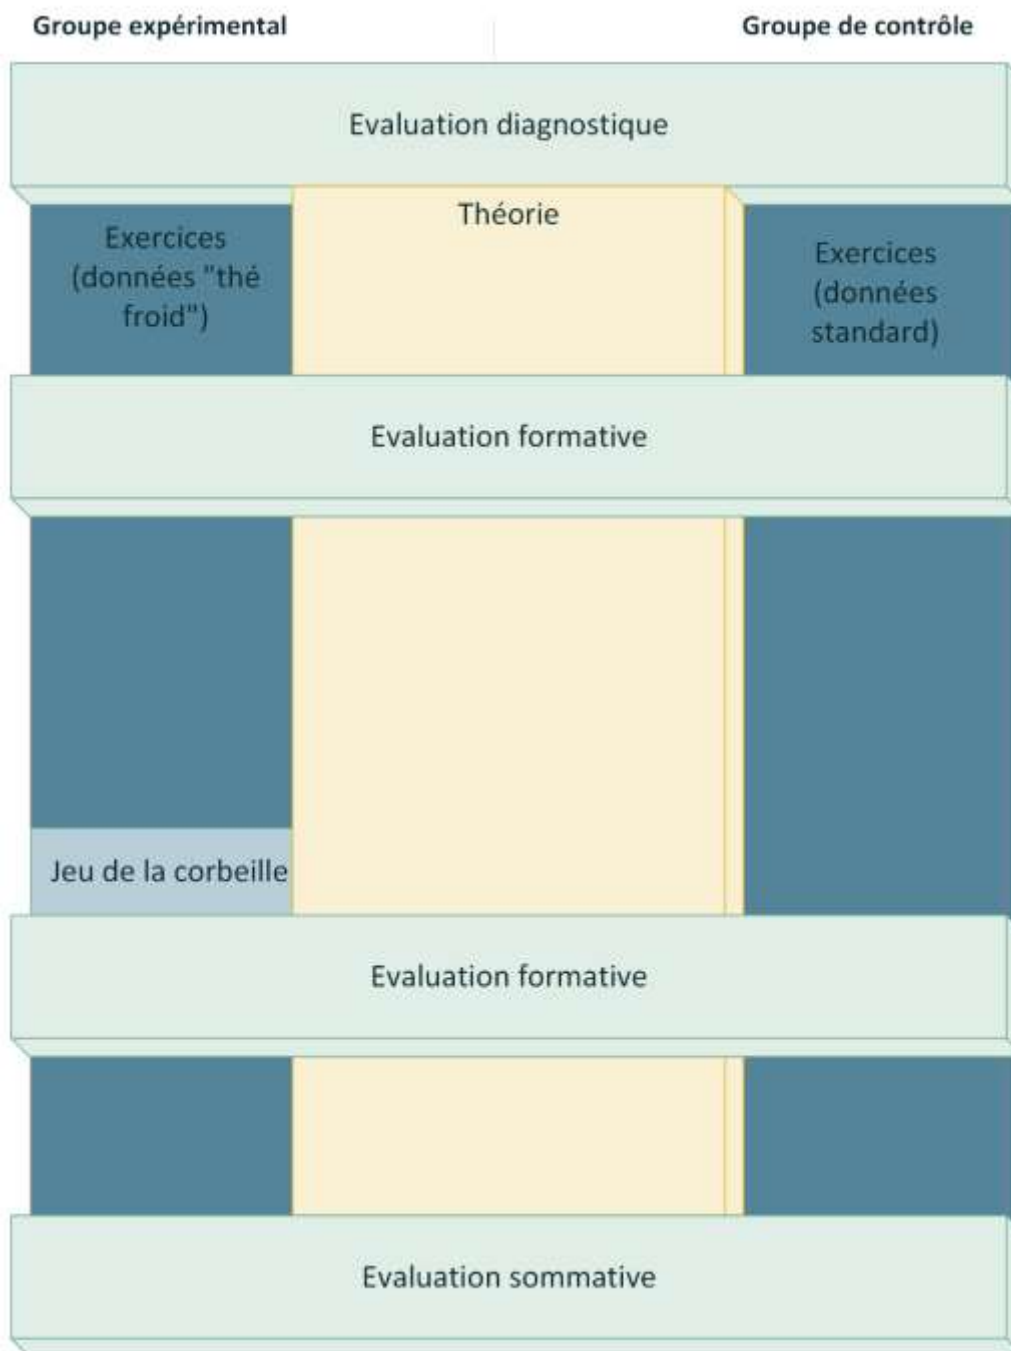 Groupe expérimental
Groupe de contrôle
Evaluation diagnostique
Théorie
Exercices
(données "thé
froid")
Exercices
(données
standard)
Evaluation formative
Jeu de la corbeille
Evaluation formative
Evaluation sommative